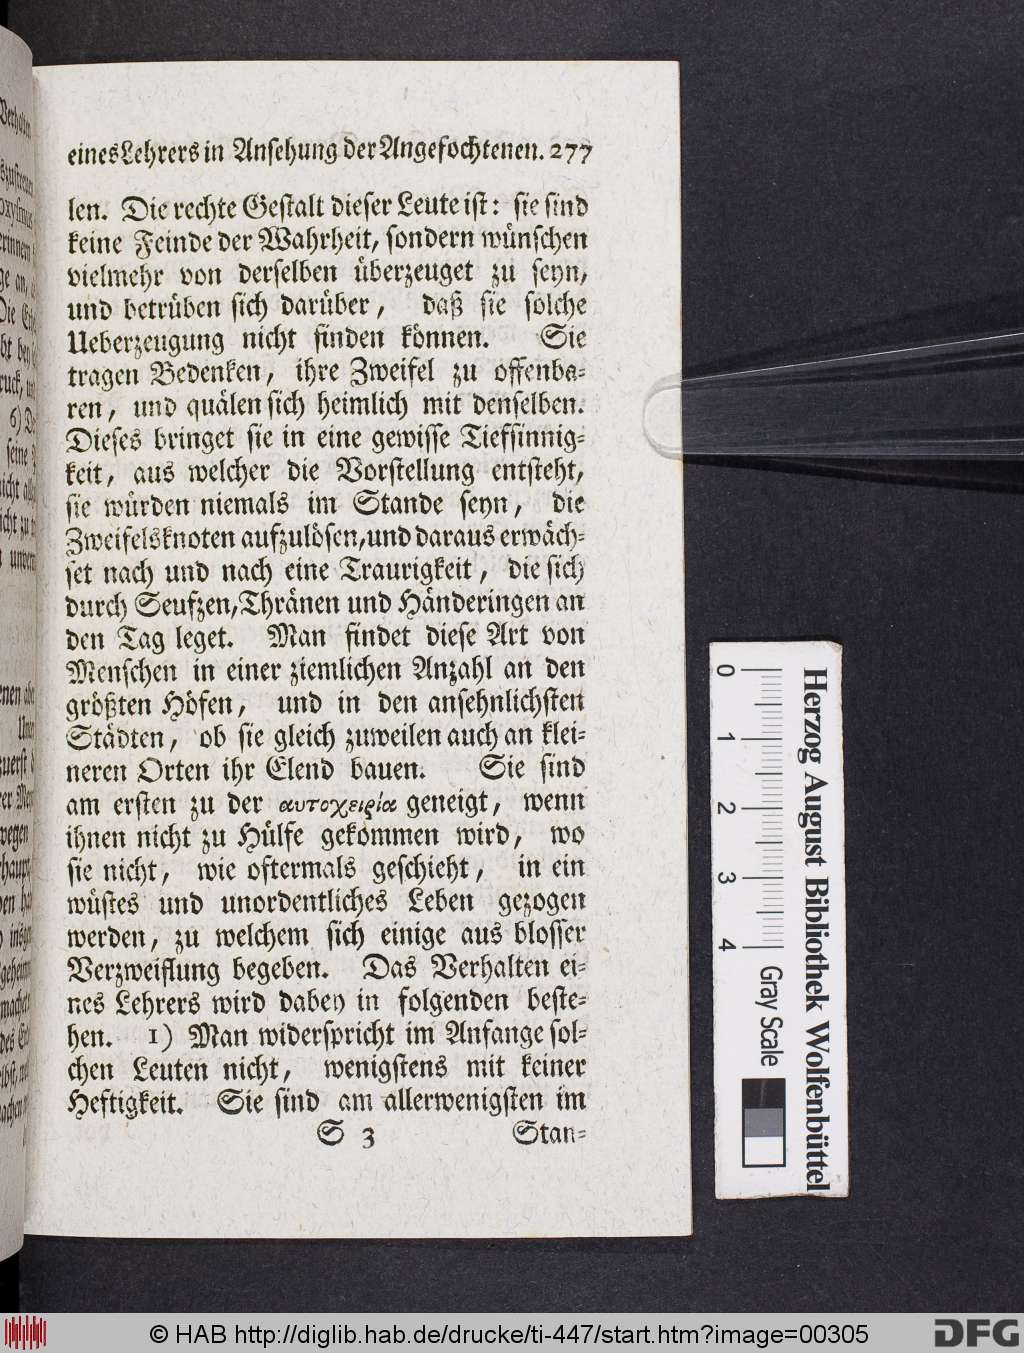 eines Lehrers in Ansehung der Angefochtenen. 277
len. Die rechte Gestalt dieser Leute ist: sie sind
keine Feinde der Wahrheit, sondern wünschen
vielmehr von derselben überzeuget zu seyn,
und betrüben sich darüber, daß sie solche
Ueberzeugung nicht finden können. Sie
tragen Bedenken, ihre Zweifel zu offenba-
ren, und quälen sich heimlich mit denselben.
Dieses bringet sie in eine gewisse Tiefsinnig-
keit, aus welcher die Vorstellung entsteht,
sie würden niemals im Stande seyn, die
Zweifelsknoten aufzulösen, und daraus erwäch-
set nach und nach eine Traurigkeit, die sich
durch Seufzen, Thränen und Händeringen an
den Tag leget. Man findet diese Art von
Menschen in einer ziemlichen Anzahl an den
größten Höfen, und in den ansehnlichsten
Städten, ob sie gleich zuweilen auch an klei-
neren Orten ihr Elend bauen. Sie sind
am ersten zu der αυτοχειρία geneigt, wenn
ihnen nicht zu Hülfe gekommen wird, wo
sie nicht, wie oftermals geschieht, in ein
wüstes und unordentliches Leben gezogen
werden, zu welchem sich einige aus blosser
Verzweiflung begeben. Das Verhalten ei-
nes Lehrers wird dabey in folgenden beste-
hen. 1) Man widerspricht im Anfange sol-
chen Leuten nicht, wenigstens mit keiner
Heftigkeit. Sie sind am allerwenigsten im
S 3 Stan-
0 1 2 3 4 Gray Scale
Herzog August Bibliothek Wolfenbüttel
© HAB http://diglib.hab.de/drucke/ti-447/start.htm?image=00305
DFG